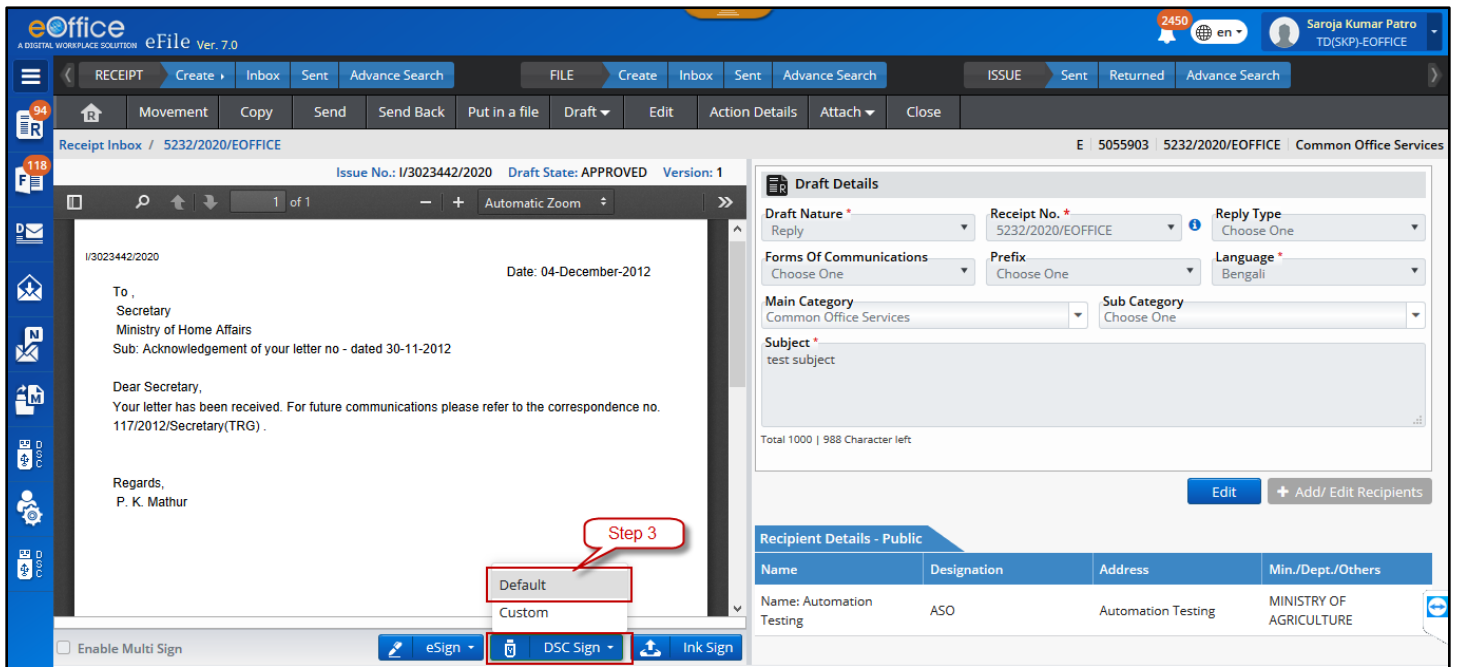 eOffice
A DIGITAL WORKPLACE SOLUTION eFile Ver. 7.0
2450
en
Saroja Kumar Patro
TD(SKP)-EOFFICE
RECEIPT Create Inbox Sent Advance Search FILE Create Inbox Sent Advance Search ISSUE Sent Returned Advance Search
94
R
R Movement Copy Send Send Back Put in a file Draft Edit Action Details Attach Close
Receipt Inbox / 5232/2020/EOFFICE E 5055903 5232/2020/EOFFICE Common Office Services
118
F
Issue No.: I/3023442/2020 Draft State: APPROVED Version: 1
1 of 1 − + Automatic Zoom
D
I/3023442/2020
Date: 04-December-2012
To ,
Secretary
Ministry of Home Affairs
Sub: Acknowledgement of your letter no - dated 30-11-2012
Dear Secretary,
Your letter has been received. For future communications please refer to the correspondence no.
117/2012/Secretary(TRG) .
Regards,
P. K. Mathur
N
M
DSC
DSC
Step 3
Default
Custom
Enable Multi Sign eSign DSC Sign Ink Sign
R Draft Details
Draft Nature * Receipt No. * Reply Type
Reply 5232/2020/EOFFICE Choose One
Forms Of Communications Prefix Language *
Choose One Choose One Bengali
Main Category Sub Category
Common Office Services Choose One
Subject *
test subject
Total 1000 | 988 Character left
Edit + Add/ Edit Recipients
Recipient Details - Public
Name Designation Address Min./Dept./Others
Name: Automation Testing ASO Automation Testing MINISTRY OF AGRICULTURE